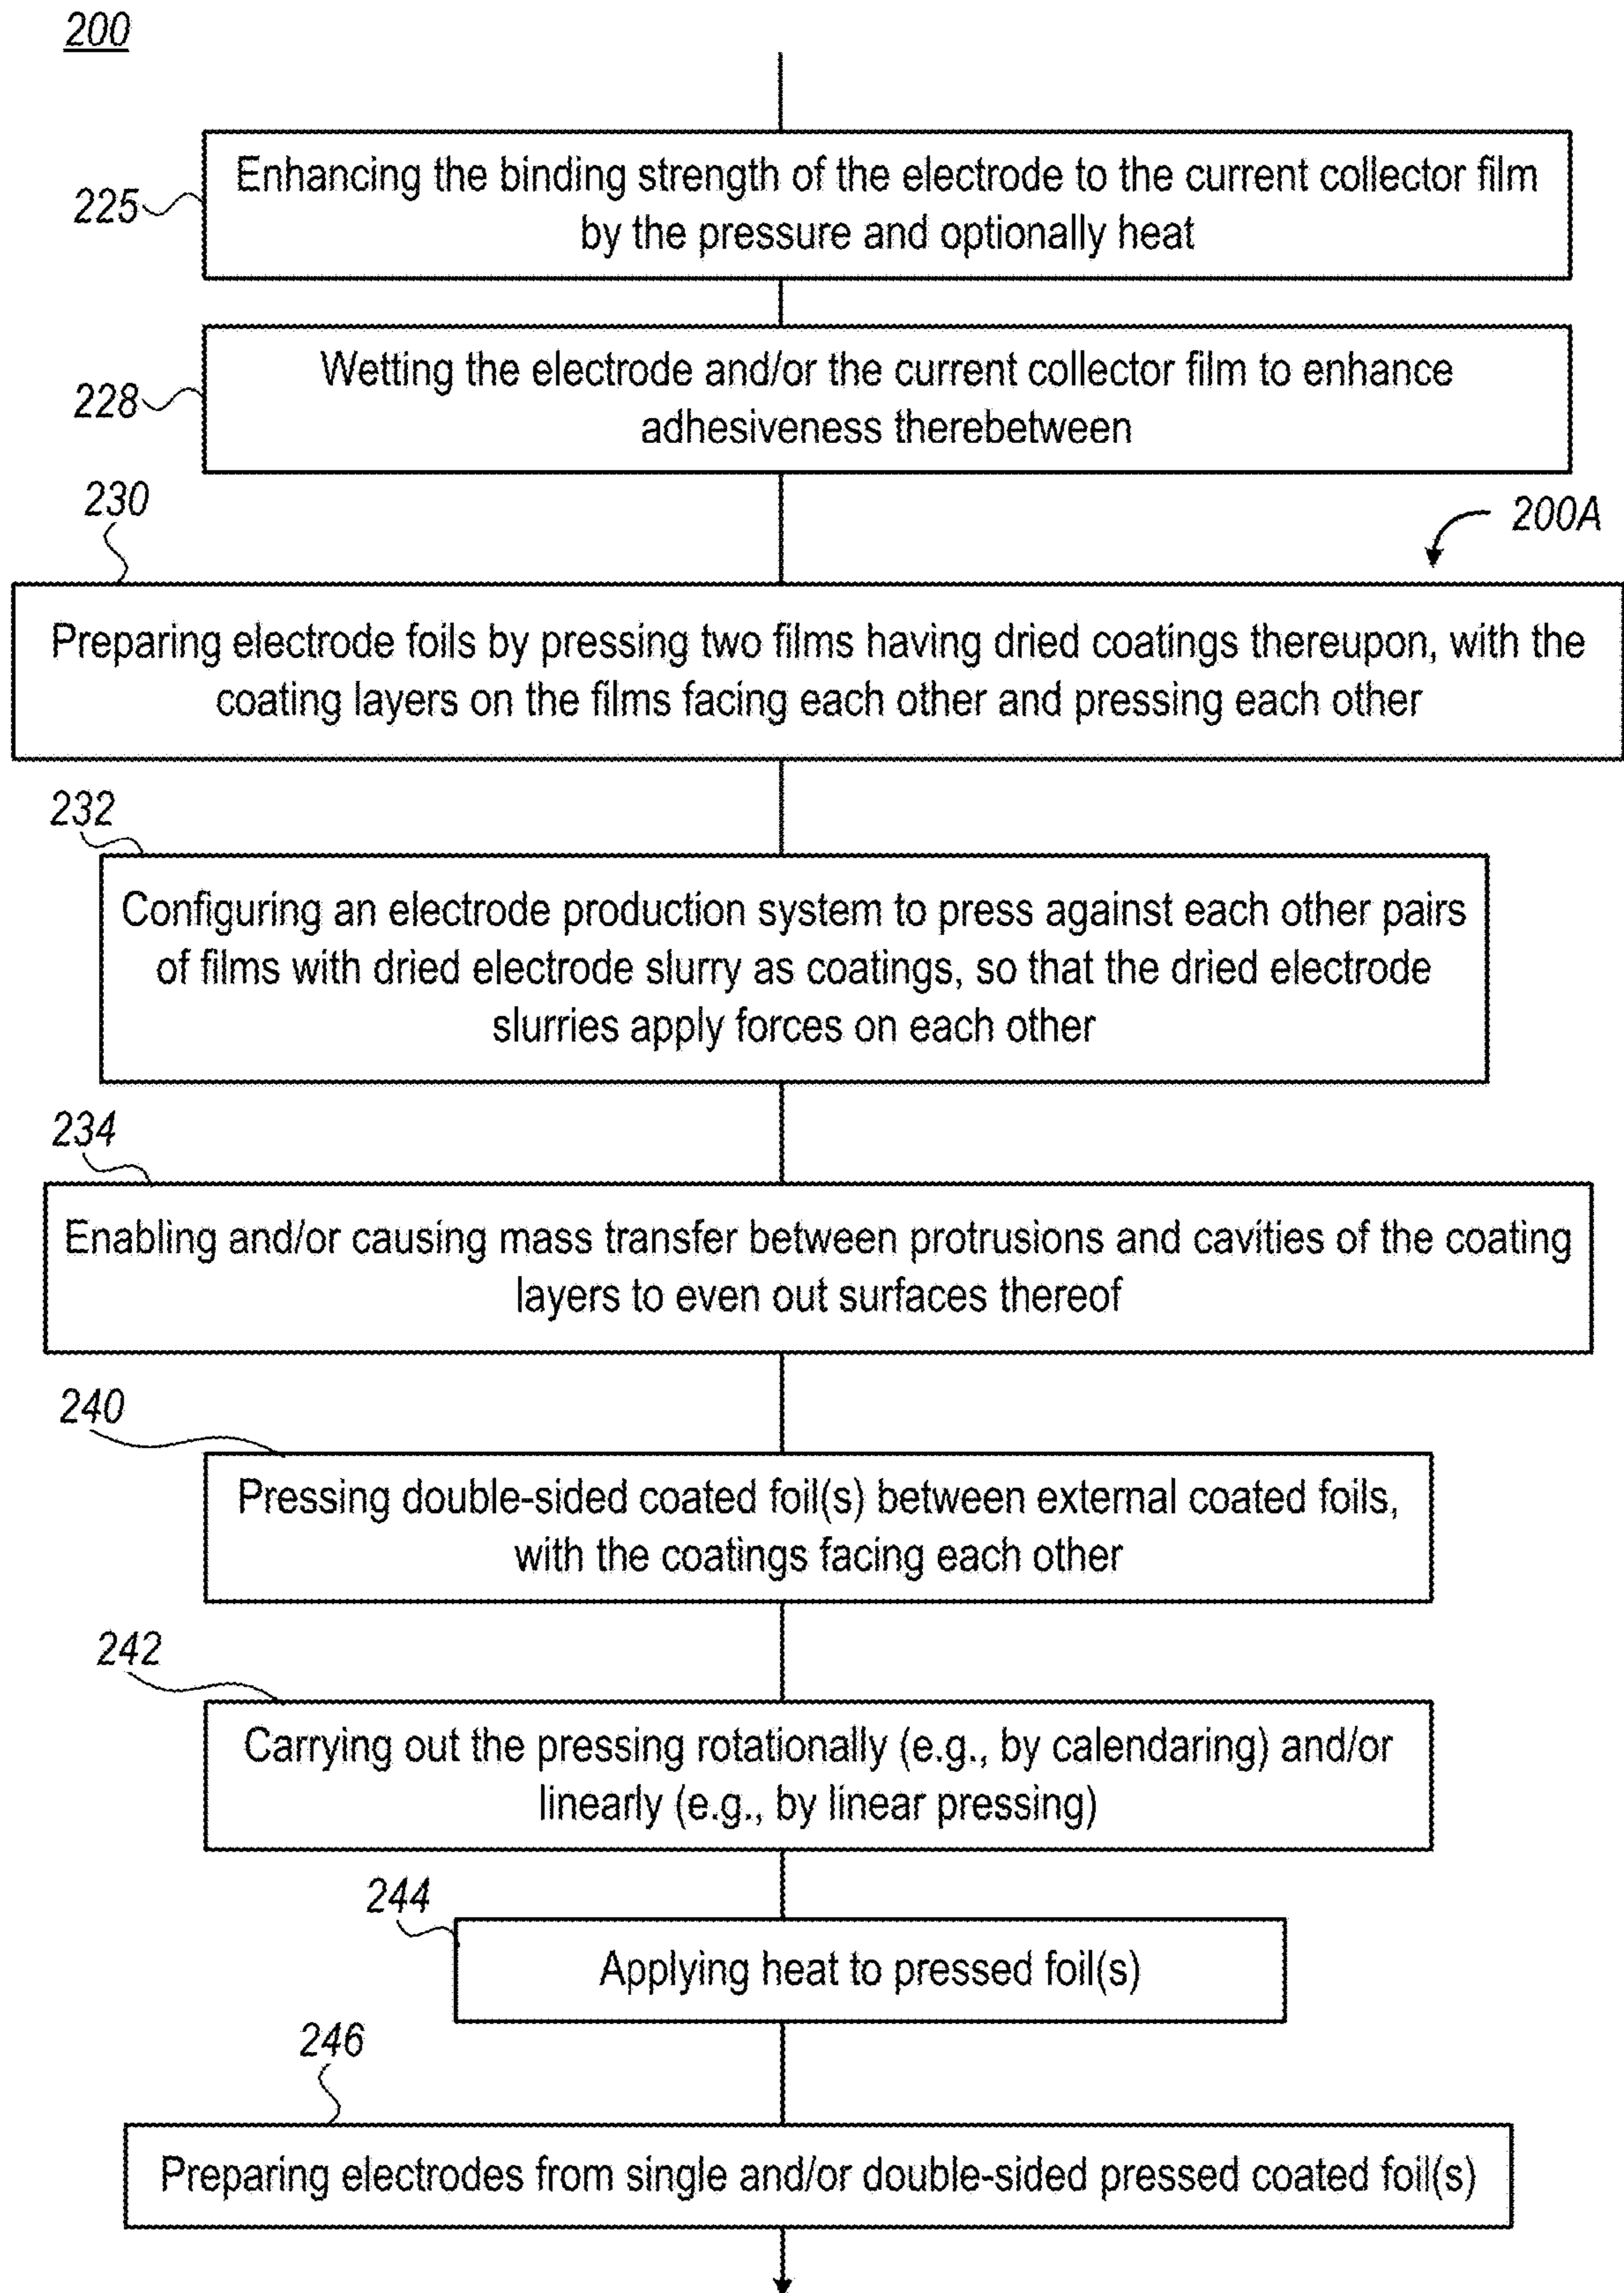 200
225
Enhancing the binding strength of the electrode to the current collector film
by the pressure and optionally heat
228
Wetting the electrode and/or the current collector film to enhance
adhesiveness therebetween
230
200A
Preparing electrode foils by pressing two films having dried coatings thereupon, with the
coating layers on the films facing each other and pressing each other
232
Configuring an electrode production system to press against each other pairs
of films with dried electrode slurry as coatings, so that the dried electrode
slurries apply forces on each other
234
Enabling and/or causing mass transfer between protrusions and cavities of the coating
layers to even out surfaces thereof
240
Pressing double-sided coated foil(s) between external coated foils,
with the coatings facing each other
242
Carrying out the pressing rotationally (e.g., by calendaring) and/or
linearly (e.g., by linear pressing)
244
Applying heat to pressed foil(s)
246
Preparing electrodes from single and/or double-sided pressed coated foil(s)